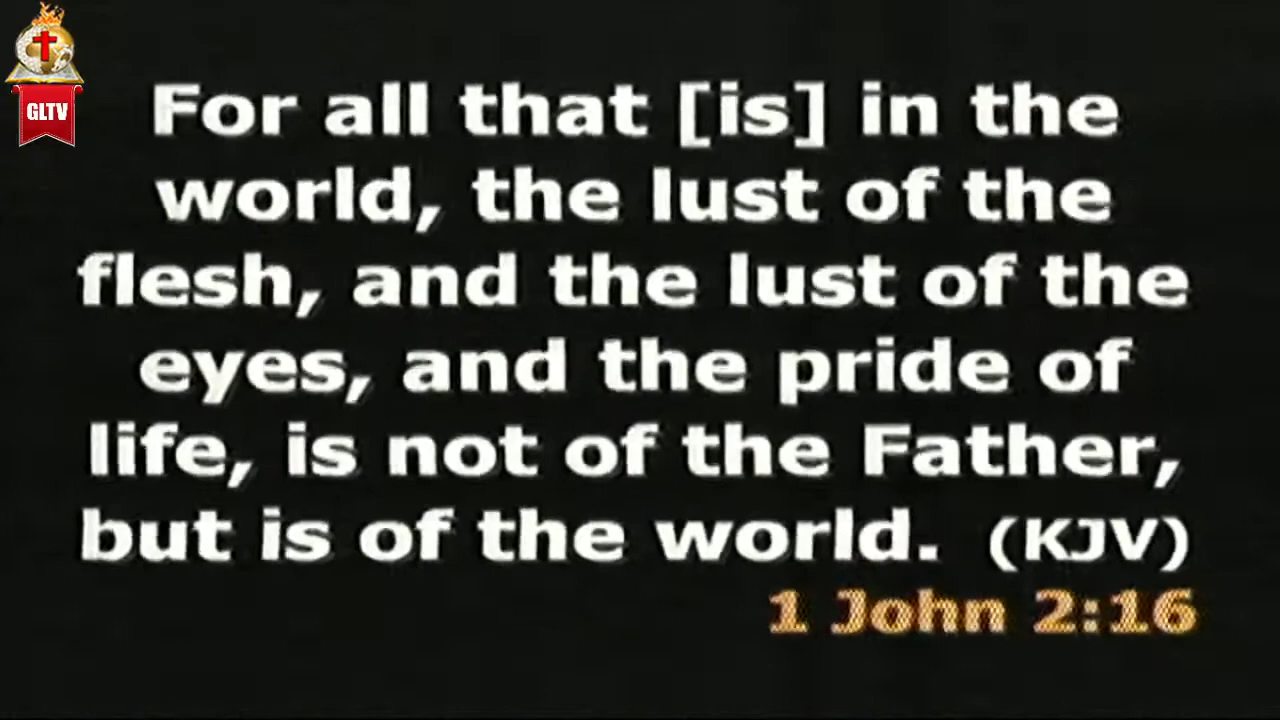 GLTV
For all that [is] in the
world, the lust of the
flesh, and the lust of the
eyes, and the pride of
life, is not of the Father,
but is of the world. (KJV)
1 John 2:16